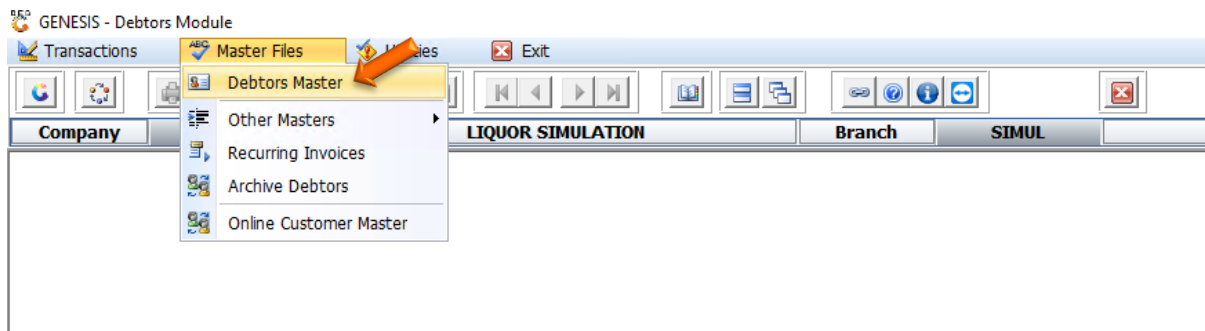 GENESIS - Debtors Module
Transactions Master Files Exit
Debtors Master
Company LIQUOR SIMULATION Branch SIMUL
Other Masters
Recurring Invoices
Archive Debtors
Online Customer Master